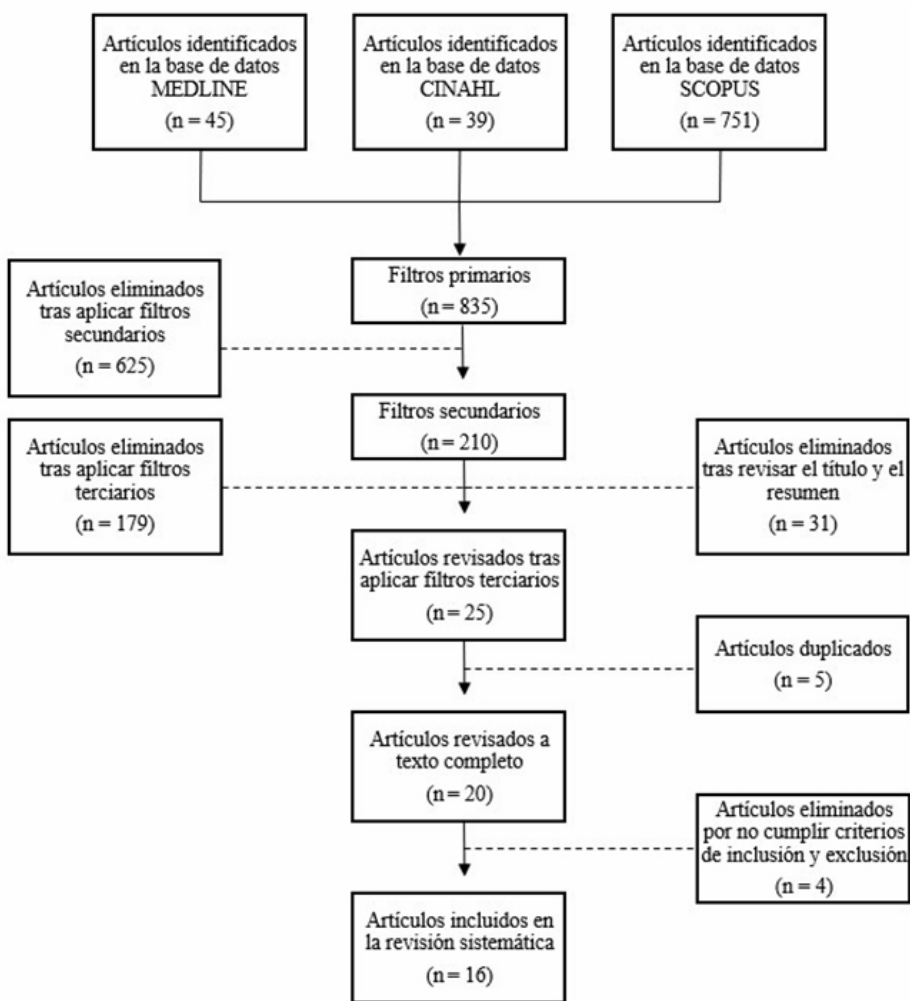 Artículos identificados
en la base de datos
MEDLINE
(n = 45)
Artículos identificados
en la base de datos
CINAHL
(n = 39)
Artículos identificados
en la base de datos
SCOPUS
(n = 751)
Filtros primarios
(n = 835)
Artículos eliminados
tras aplicar filtros
secundarios
(n = 625)
Filtros secundarios
(n = 210)
Artículos eliminados
tras aplicar filtros
terciarios
(n = 179)
Artículos eliminados
tras revisar el título y el
resumen
(n = 31)
Artículos revisados tras
aplicar filtros terciarios
(n = 25)
Artículos duplicados
(n = 5)
Artículos revisados a
texto completo
(n = 20)
Artículos eliminados
por no cumplir criterios
de inclusión y exclusión
(n = 4)
Artículos incluidos en
la revisión sistemática
(n = 16)